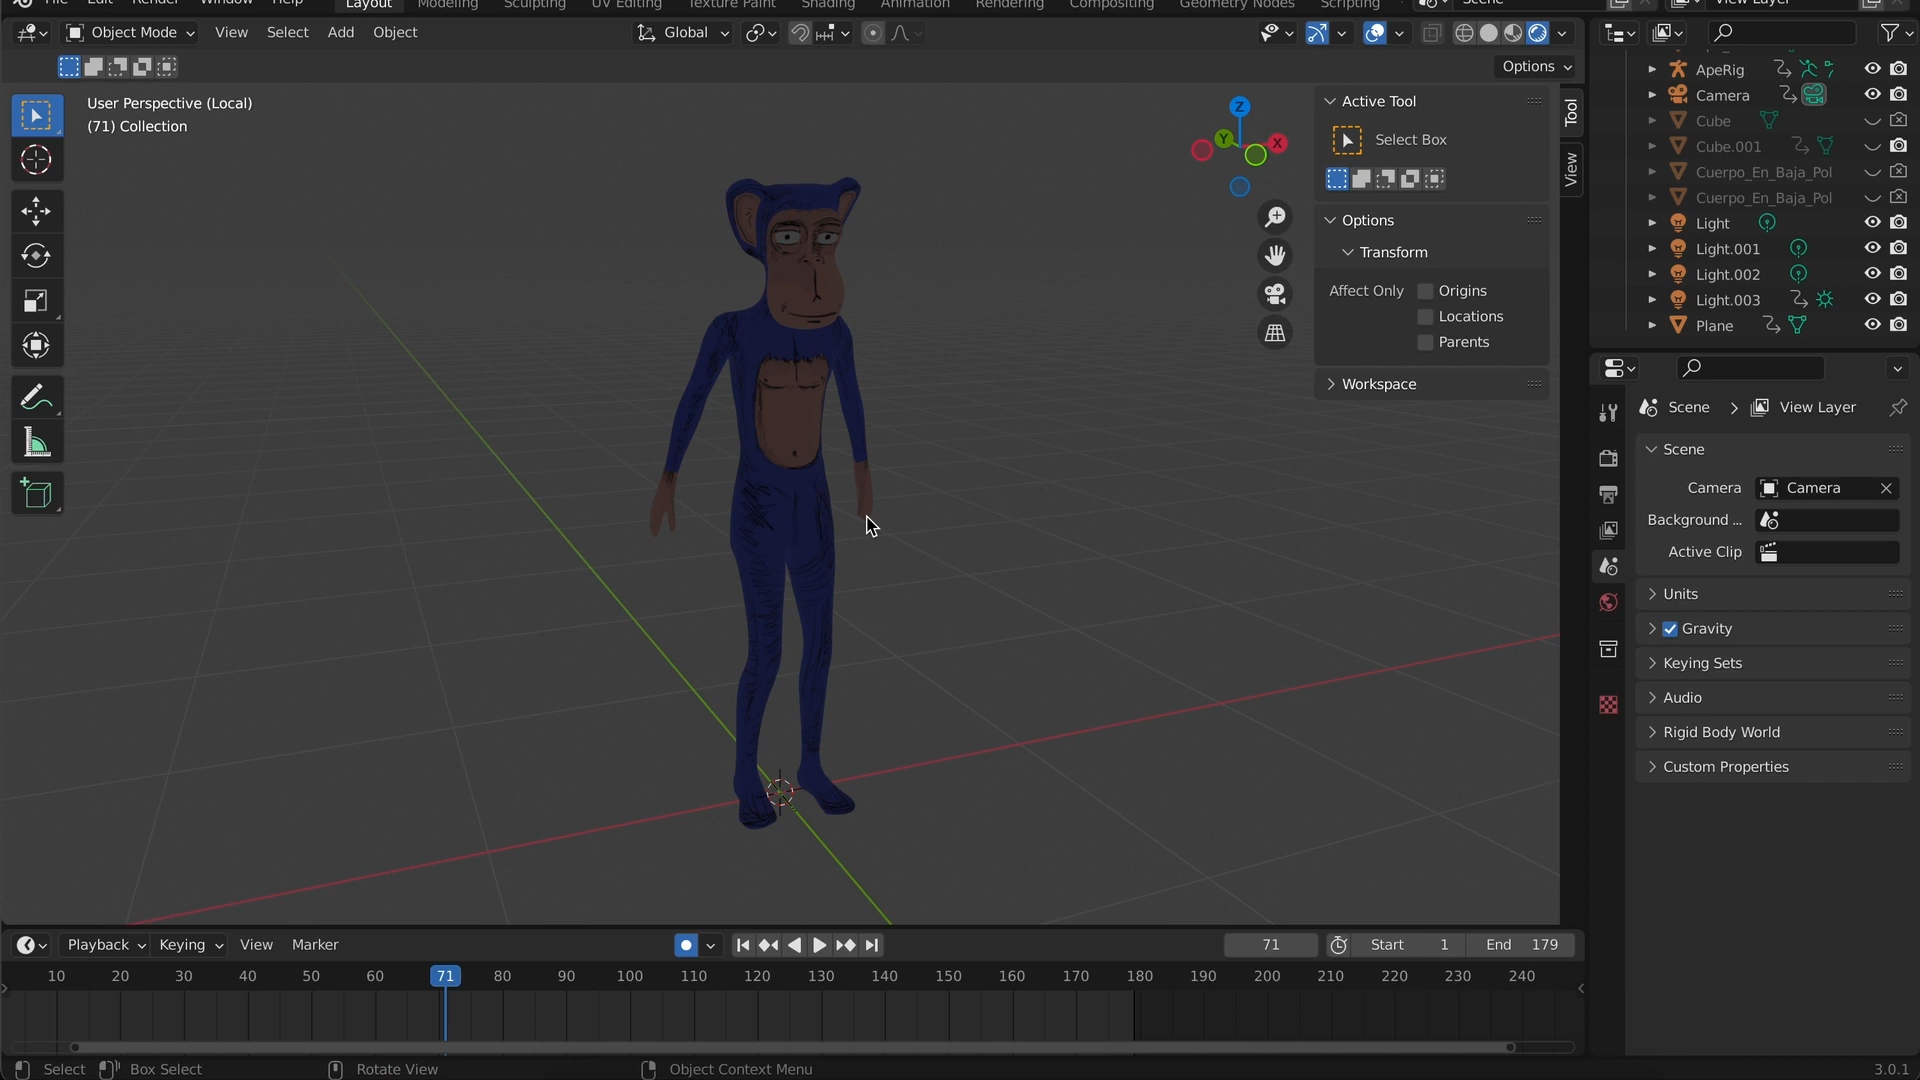 File Edit Render Window Help Layout Modeling Sculpting UV Editing Texture Paint Shading Animation Rendering Compositing Geometry Nodes Scripting Scene View Layer
Object Mode View Select Add Object Global
Options
User Perspective (Local)
(71) Collection
Z
Y
X
Active Tool
Select Box
Options
Transform
Affect Only Origins
Locations
Parents
Workspace
Tool
View
ApeRig
Camera
Cube
Cube.001
Cuerpo_En_Baja_Pol
Cuerpo_En_Baja_Pol
Light
Light.001
Light.002
Light.003
Plane
Scene View Layer
Scene
Camera Camera
Background ...
Active Clip
Units
Gravity
Keying Sets
Audio
Rigid Body World
Custom Properties
Playback Keying View Marker 71 Start 1 End 179
10 20 30 40 50 60 71 80 90 100 110 120 130 140 150 160 170 180 190 200 210 220 230 240
Select Box Select Rotate View Object Context Menu 3.0.1